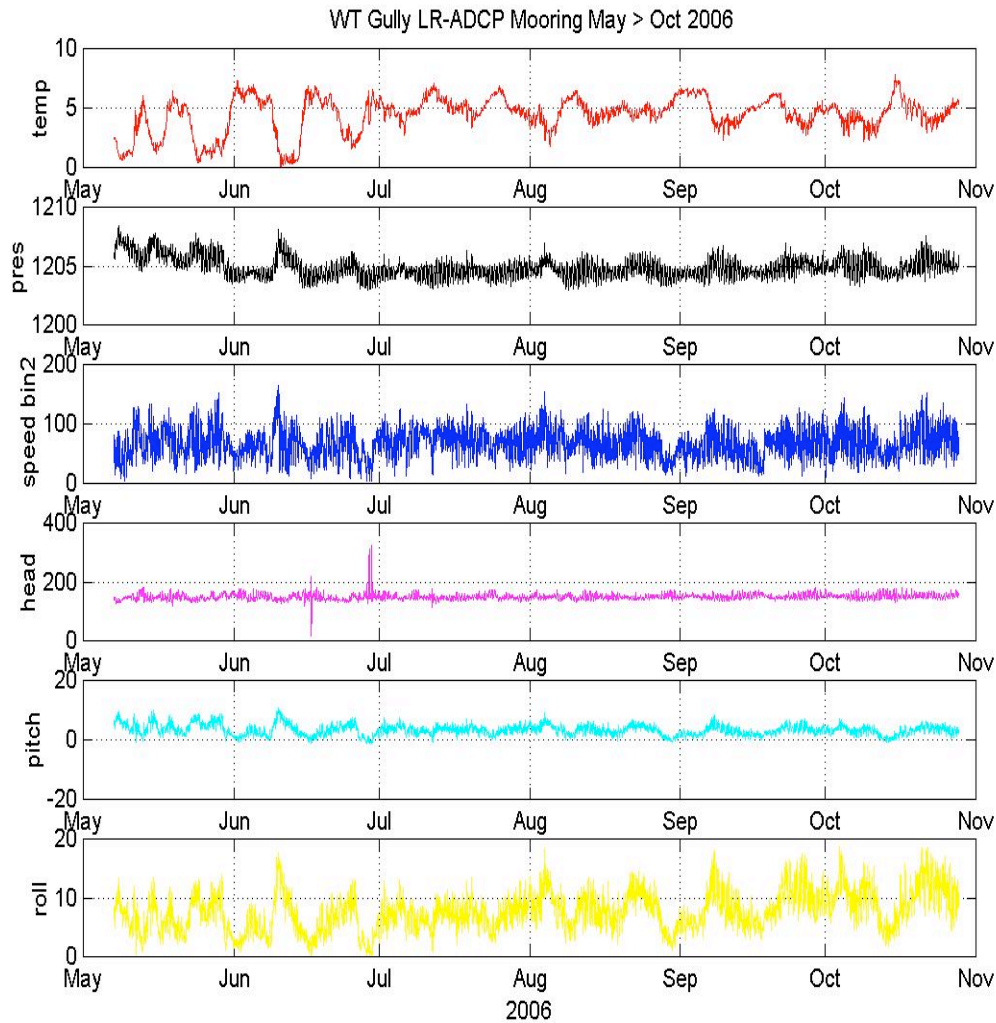 WT Gully LR-ADCP Mooring May > Oct 2006
10
5
0
temp
May Jun Jul Aug Sep Oct Nov
1210
1205
1200
pres
May Jun Jul Aug Sep Oct Nov
200
100
0
speed bin2
May Jun Jul Aug Sep Oct Nov
400
200
0
head
May Jun Jul Aug Sep Oct Nov
20
0
-20
pitch
May Jun Jul Aug Sep Oct Nov
20
10
0
roll
May Jun Jul Aug Sep Oct Nov
2006